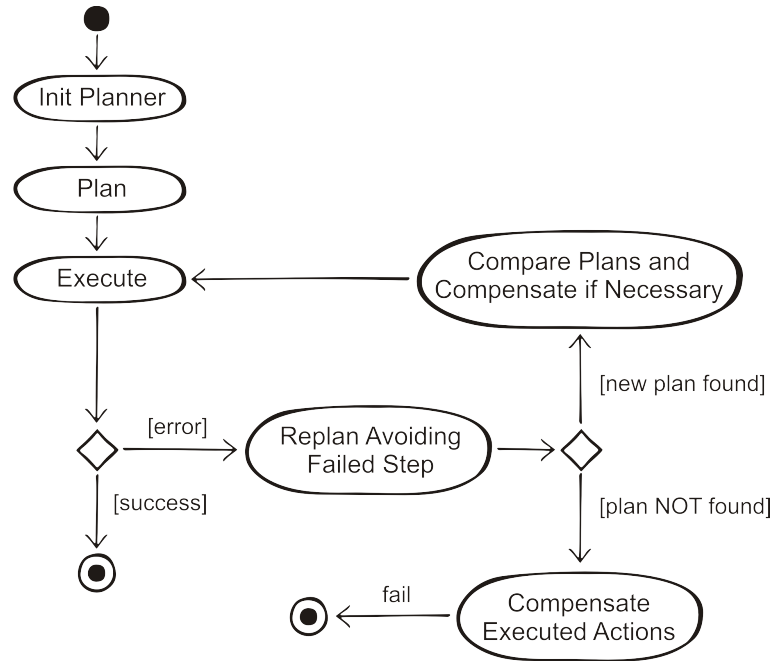 Init Planner
Plan
Execute
Compare Plans and
Compensate if Necessary
[new plan found]
[error]
Replan Avoiding
Failed Step
[success]
[plan NOT found]
fail
Compensate
Executed Actions